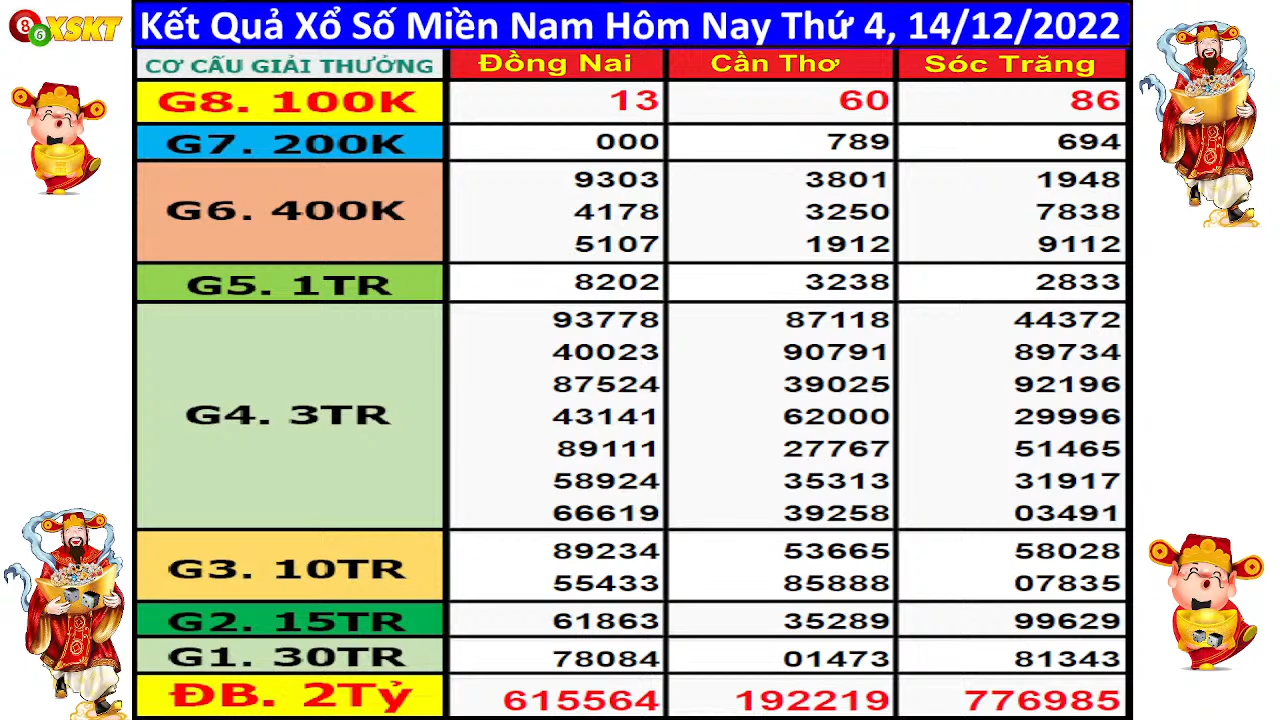 8 6 XSKT
Kết Quả Xổ Số Miền Nam Hôm Nay Thứ 4, 14/12/2022
CƠ CẤU GIẢI THƯỞNG Đồng Nai Cần Thơ Sóc Trăng
G8. 100K 13 60 86
G7. 200K 000 789 694
9303 3801 1948
G6. 400K 4178 3250 7838
5107 1912 9112
G5. 1TR 8202 3238 2833
93778 87118 44372
40023 90791 89734
87524 39025 92196
G4. 3TR 43141 62000 29996
89111 27767 51465
58924 35313 31917
66619 39258 03491
G3. 10TR 89234 53665 58028
55433 85888 07835
G2. 15TR 61863 35289 99629
G1. 30TR 78084 01473 81343
ĐB. 2Tỷ 615564 192219 776985